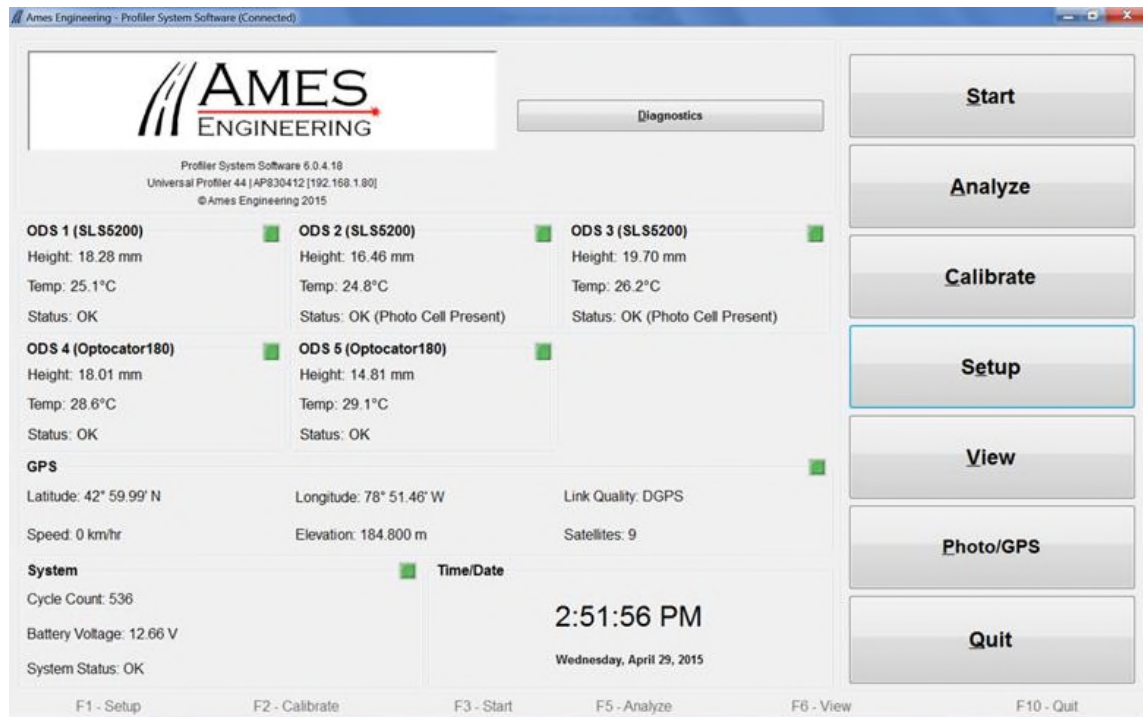 Ames Engineering - Profiler System Software (Connected)
AMES
ENGINEERING
Diagnostics
Profiler System Software 6.0.4.18
Universal Profiler 44 | AP830412 [192.168.1.80]
© Ames Engineering 2015
ODS 1 (SLS5200)
Height: 18.28 mm
Temp: 25.1°C
Status: OK
ODS 2 (SLS5200)
Height: 16.46 mm
Temp: 24.8°C
Status: OK (Photo Cell Present)
ODS 3 (SLS5200)
Height: 19.70 mm
Temp: 26.2°C
Status: OK (Photo Cell Present)
ODS 4 (Optocator180)
Height: 18.01 mm
Temp: 28.6°C
Status: OK
ODS 5 (Optocator180)
Height: 14.81 mm
Temp: 29.1°C
Status: OK
GPS
Latitude: 42° 59.99' N
Longitude: 78° 51.46' W
Link Quality: DGPS
Speed: 0 km/hr
Elevation: 184.800 m
Satellites: 9
System
Cycle Count: 536
Battery Voltage: 12.66 V
System Status: OK
Time/Date
2:51:56 PM
Wednesday, April 29, 2015
Start
Analyze
Calibrate
Setup
View
Photo/GPS
Quit
F1 - Setup
F2 - Calibrate
F3 - Start
F5 - Analyze
F6 - View
F10 - Quit